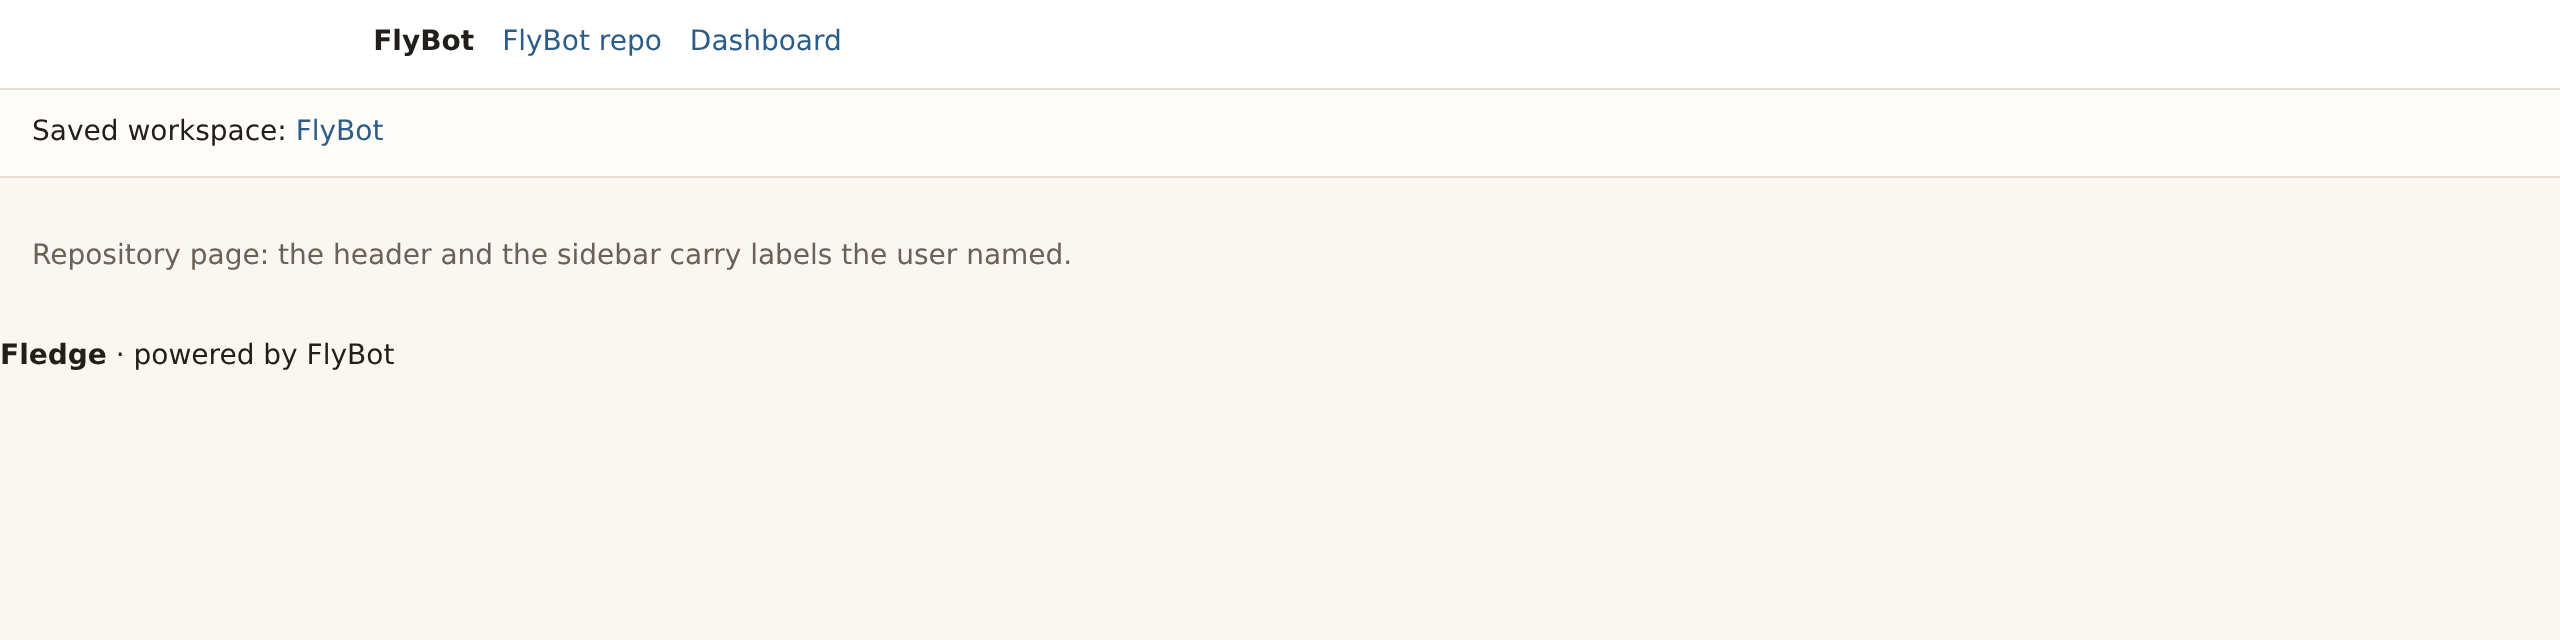 FlyBot FlyBot repo Dashboard
Saved workspace: FlyBot
Repository page: the header and the sidebar carry labels the user named.
Fledge · powered by FlyBot